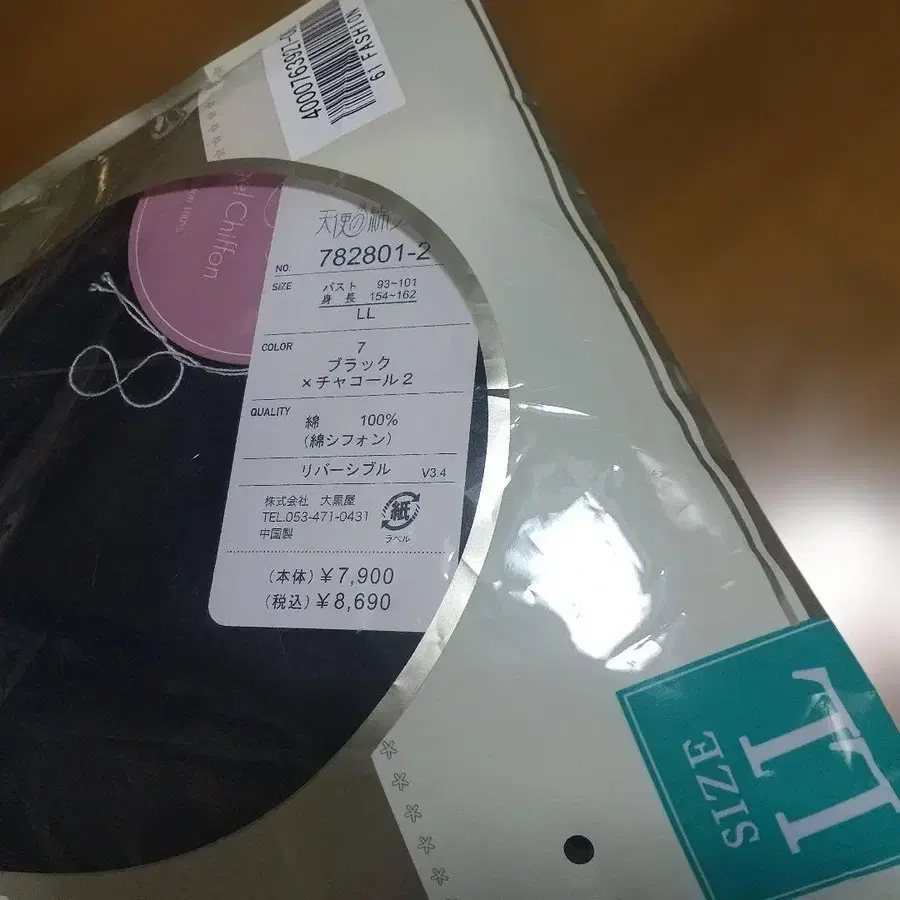 61 FASHION
4000763927-0
Chiffon
天使の綿シ
NO. 782801-2
SIZE バスト 93~101
身長 154~162
LL
COLOR 7
ブラック
×チャコール2
QUALITY 綿 100%
(綿シフォン)
リバーシブル V3.4
株式会社 大黒屋
TEL.053-471-0431
中国製
紙
ラベル
(本体)¥7,900
(税込)¥8,690
SIZE
LL